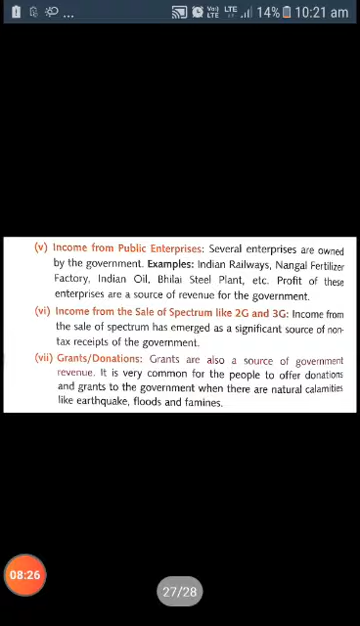 ... Vo) LTE LTE 14% 10:21 am
(v) Income from Public Enterprises: Several enterprises are owned
by the government. Examples: Indian Railways, Nangal Fertilizer
Factory, Indian Oil, Bhilai Steel Plant, etc. Profit of these
enterprises are a source of revenue for the government.
(vi) Income from the Sale of Spectrum like 2G and 3G: Income from
the sale of spectrum has emerged as a significant source of non-
tax receipts of the government.
(vii) Grants/Donations: Grants are also a source of government
revenue. It is very common for the people to offer donations
and grants to the government when there are natural calamities
like earthquake, floods and famines.
08:26
27/28